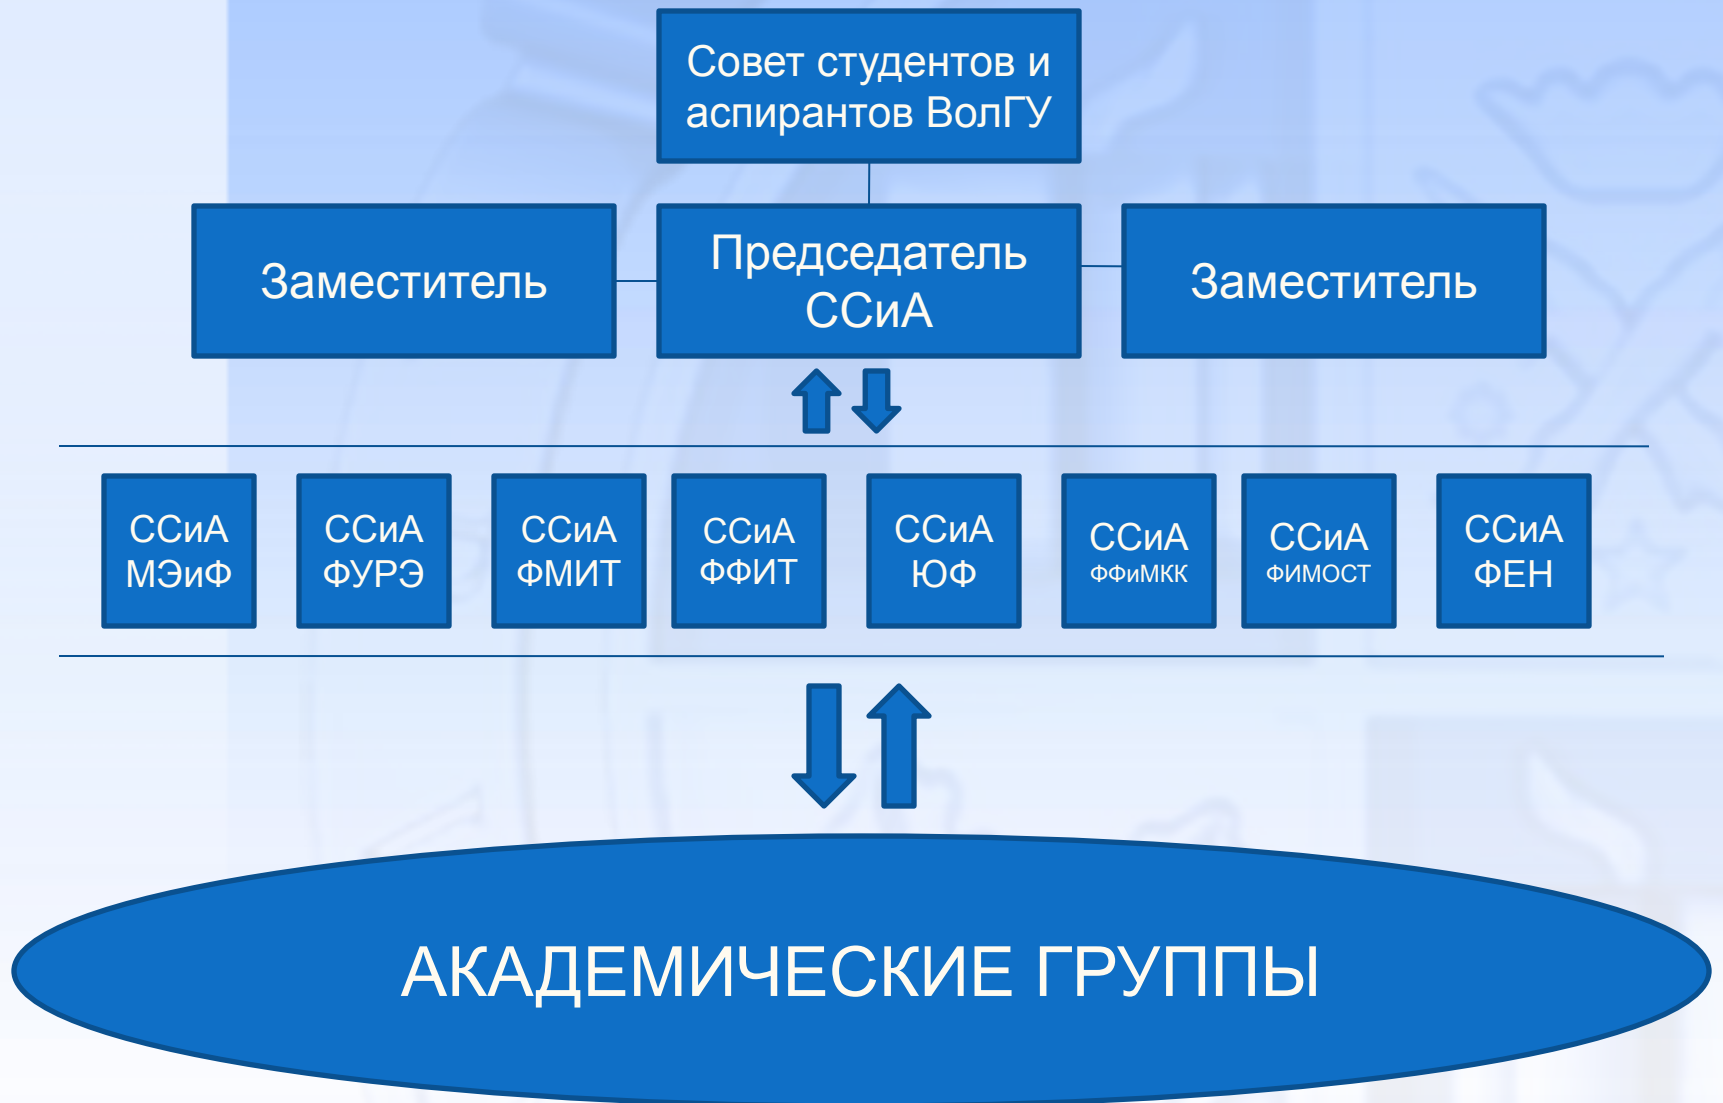 Совет студентов и
аспирантов ВолГУ
Заместитель
Председатель
ССиА
Заместитель
ССиА
МЭиФ
ССиА
ФУРЭ
ССиА
ФМИТ
ССиА
ФФИТ
ССиА
ЮФ
ССиА
ФФиМКК
ССиА
ФИМОСТ
ССиА
ФЕН
АКАДЕМИЧЕСКИЕ ГРУППЫ